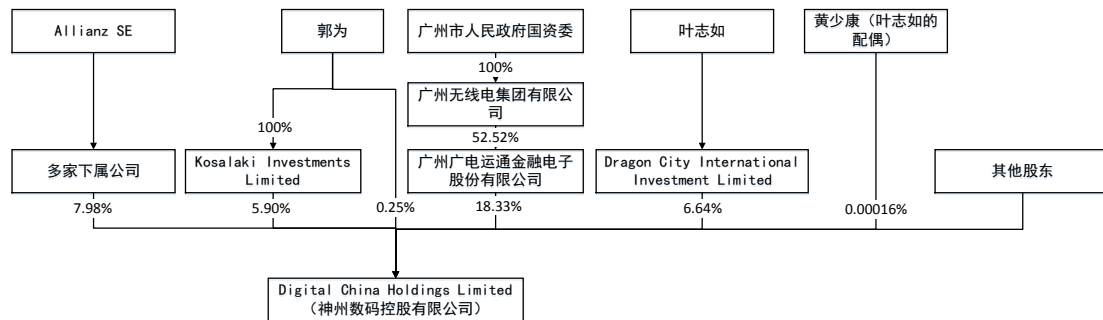 Allianz SE
郭为
广州市人民政府国资委
叶志如
黄少康（叶志如的
配偶）
100%
广州无线电集团有限公
司
100%
52.52%
多家下属公司
Kosalaki Investments
Limited
广州广电运通金融电子
股份有限公司
Dragon City International
Investment Limited
其他股东
7.98%
5.90%
0.25%
18.33%
6.64%
0.00016%
Digital China Holdings Limited
（神州数码控股有限公司）